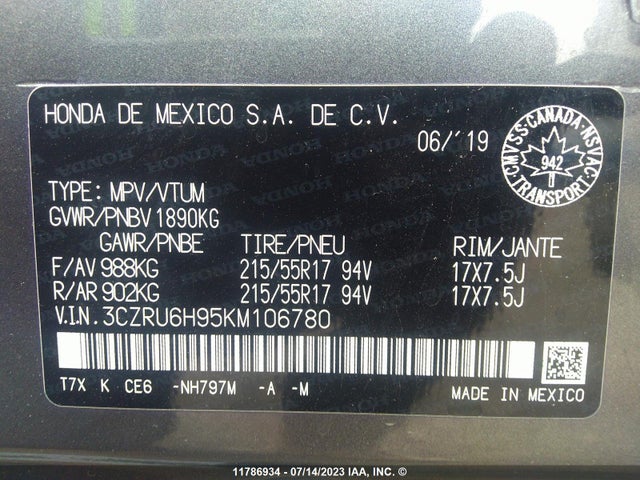 HONDA DE MEXICO S.A. DE C.V.
06/'19
CMVSS-CANADA-NSVAC
942
TRANSPORT
TYPE: MPV/VTUM
GVWR/PNBV 1890KG
GAWR/PNBE TIRE/PNEU RIM/JANTE
F/AV 988KG 215/55R17 94V 17X7.5J
R/AR 902KG 215/55R17 94V 17X7.5J
V.I.N. 3CZRU6H95KM106780
T7X K CE6 -NH797M -A -M
MADE IN MEXICO
11786934 - 07/14/2023 IAA, INC. ©